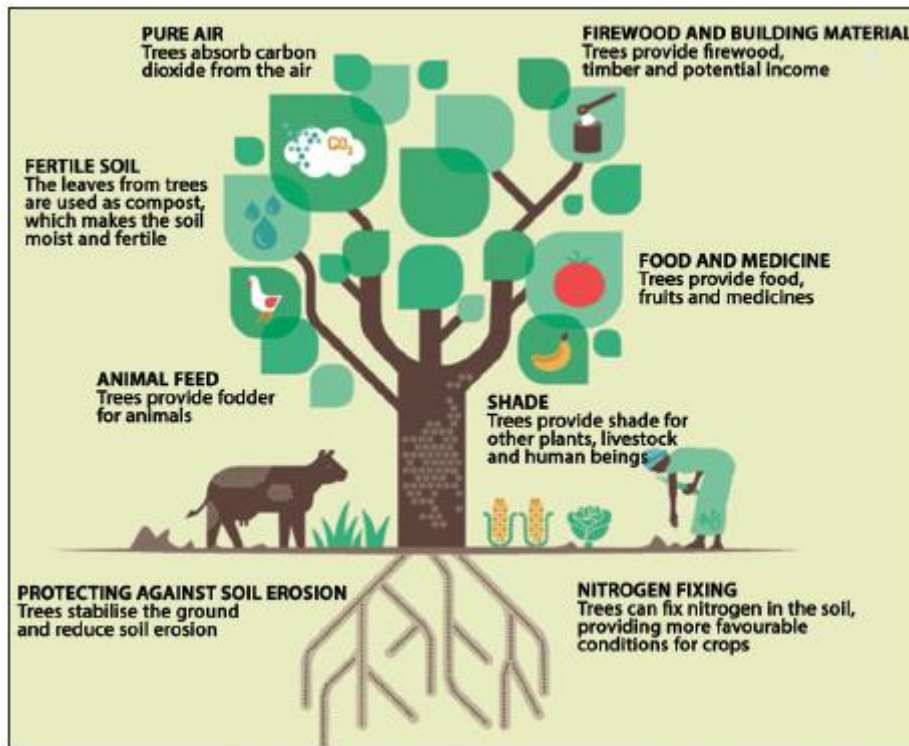 PURE AIR
Trees absorb carbon
dioxide from the air
FIREWOOD AND BUILDING MATERIAL
Trees provide firewood,
timber and potential income
CO2
FERTILE SOIL
The leaves from trees
are used as compost,
which makes the soil
moist and fertile
FOOD AND MEDICINE
Trees provide food,
fruits and medicines
ANIMAL FEED
Trees provide fodder
for animals
SHADE
Trees provide shade for
other plants, livestock
and human beings
PROTECTING AGAINST SOIL EROSION
Trees stabilise the ground
and reduce soil erosion
NITROGEN FIXING
Trees can fix nitrogen in the soil,
providing more favourable
conditions for crops